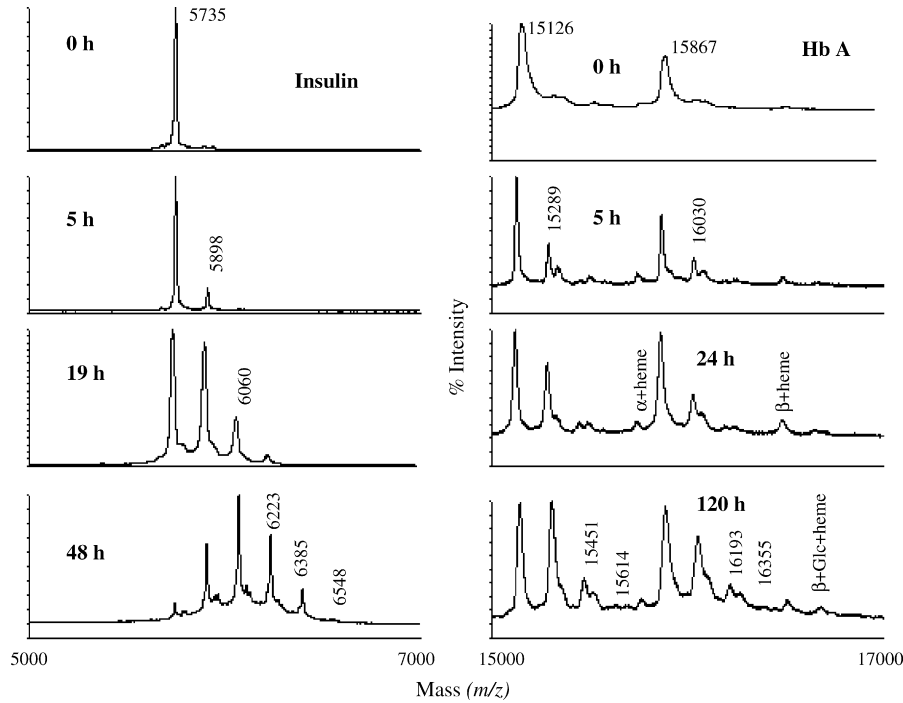 0 h
5735
Insulin
5 h
5898
19 h
6060
48 h
6223
6385
6548
5000
7000
15126
15867
Hb A
0 h
15289
5 h
16030
24 h
α+heme
β+heme
120 h
15451
15614
16193
16355
β+Glc+heme
15000
17000
% Intensity
Mass (m/z)